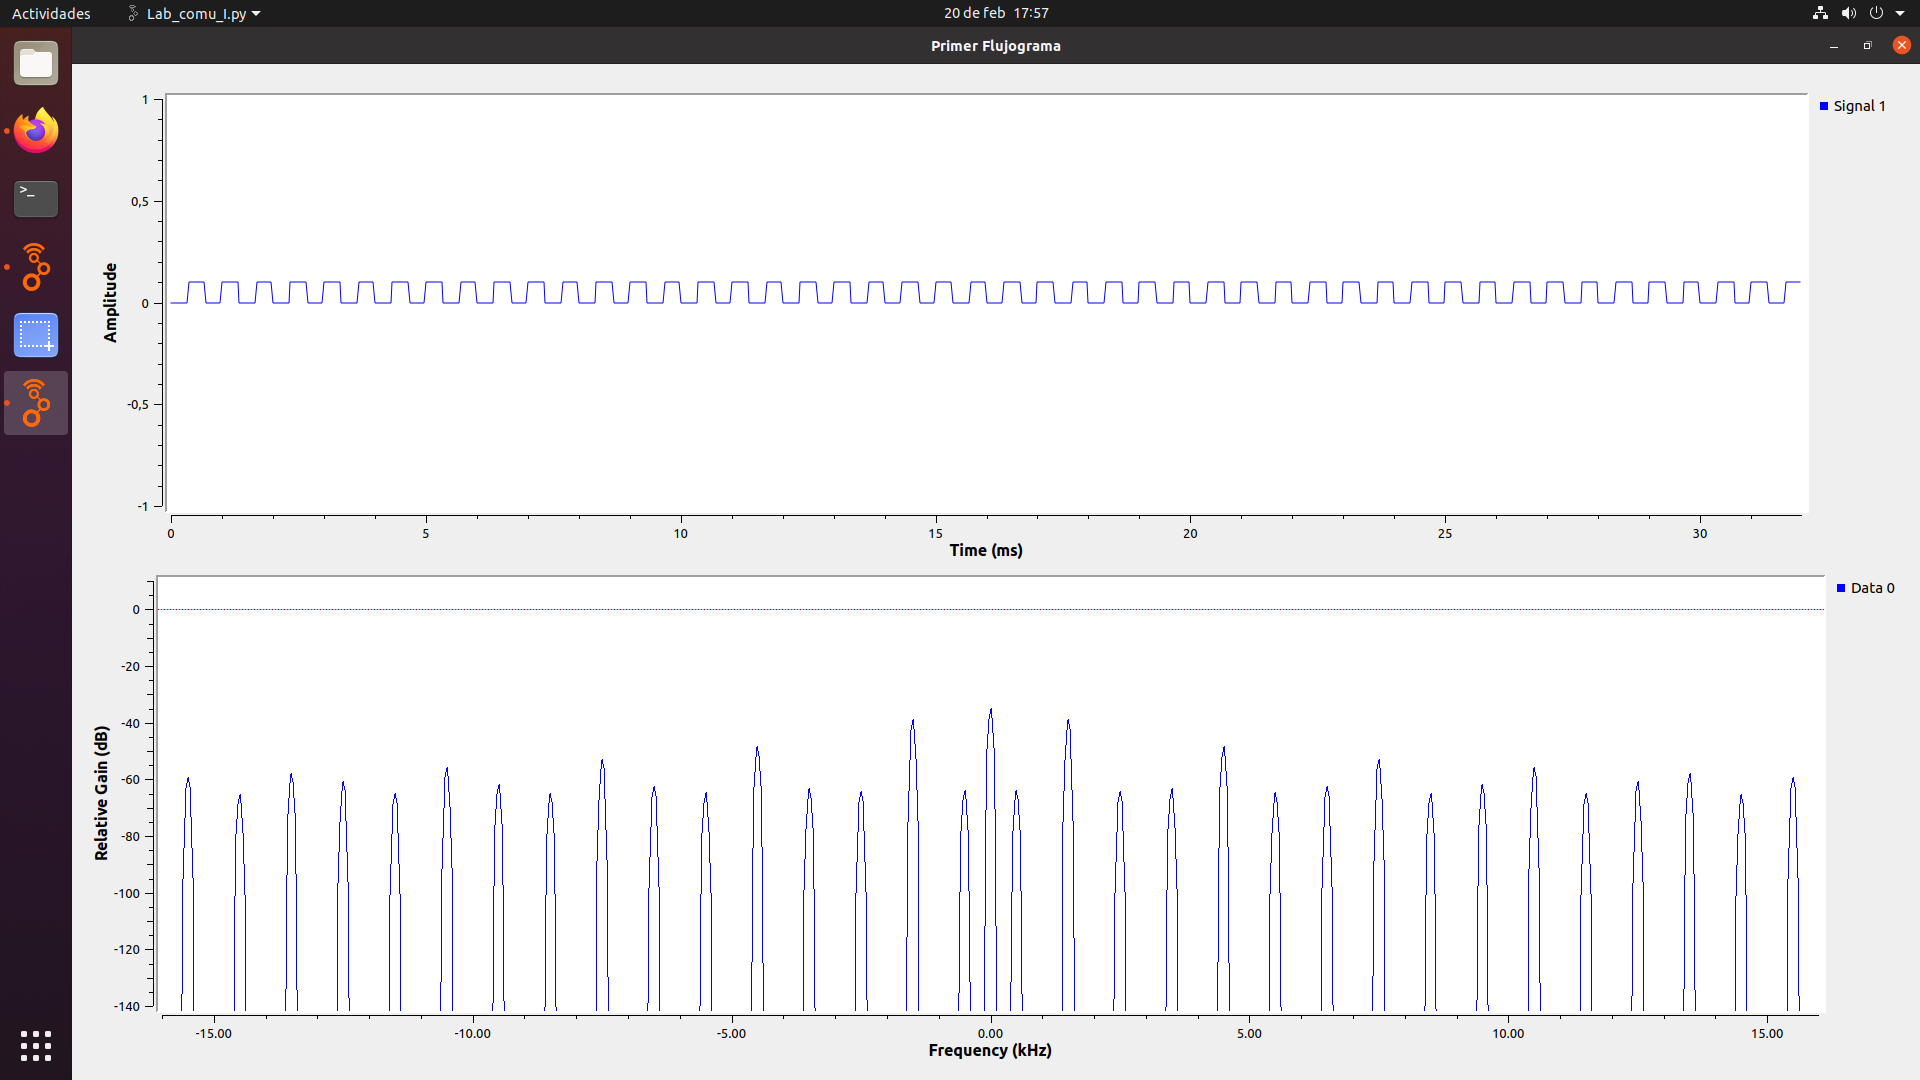 Actividades
Lab_comu_I.py
20 de feb 17:57
Primer Flujograma
1
0,5
0
-0,5
-1
Amplitude
0
5
10
15
20
25
30
Time (ms)
Signal 1
0
-20
-40
-60
-80
-100
-120
-140
Relative Gain (dB)
-15.00
-10.00
-5.00
0.00
5.00
10.00
15.00
Frequency (kHz)
Data 0